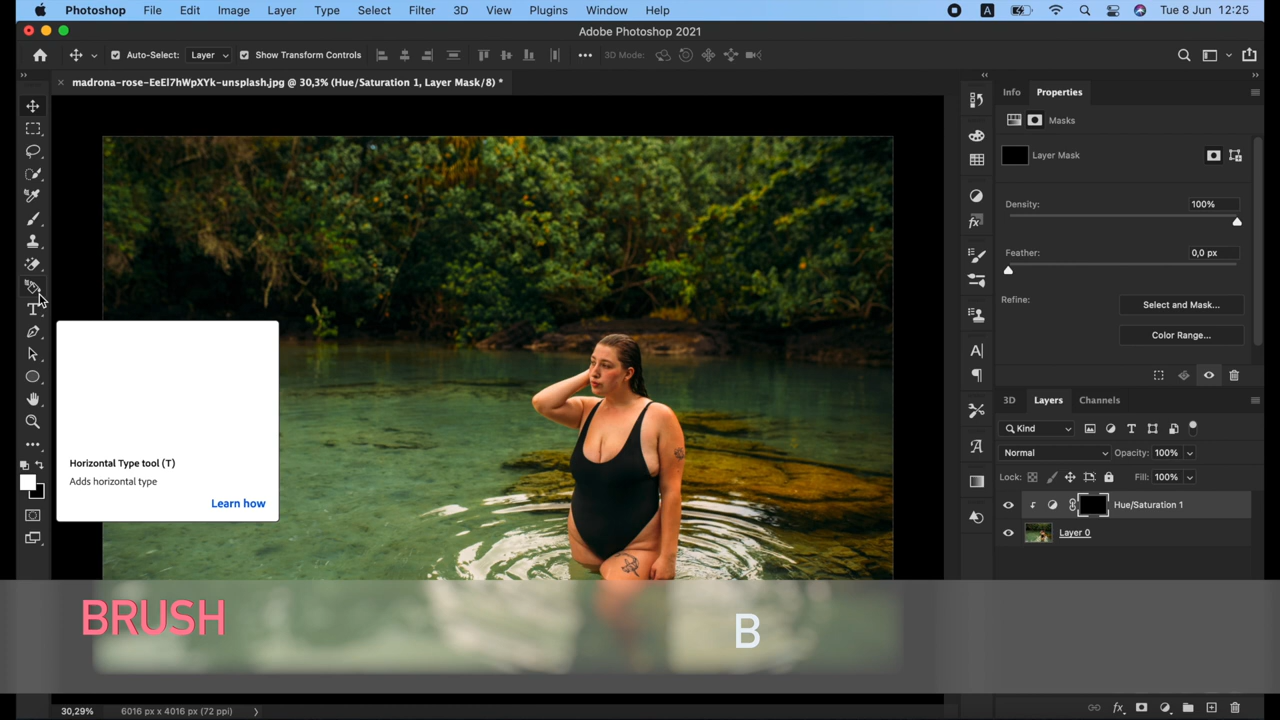 Photoshop File Edit Image Layer Type Select Filter 3D View Plugins Window Help A Tue 8 Jun 12:25
Adobe Photoshop 2021
Auto-Select: Layer Show Transform Controls 3D Mode:
madrona-rose-EeEI7hWpXYk-unsplash.jpg @ 30,3% (Hue/Saturation 1, Layer Mask/8) *
Info Properties
Masks
Layer Mask
Density: 100%
Feather: 0,0 px
Refine: Select and Mask...
Color Range...
3D Layers Channels
Kind
Normal Opacity: 100%
Lock: Fill: 100%
Hue/Saturation 1
Layer 0
Horizontal Type tool (T)
Adds horizontal type
Learn how
BRUSH B
30,29% 6016 px x 4016 px (72 ppi)